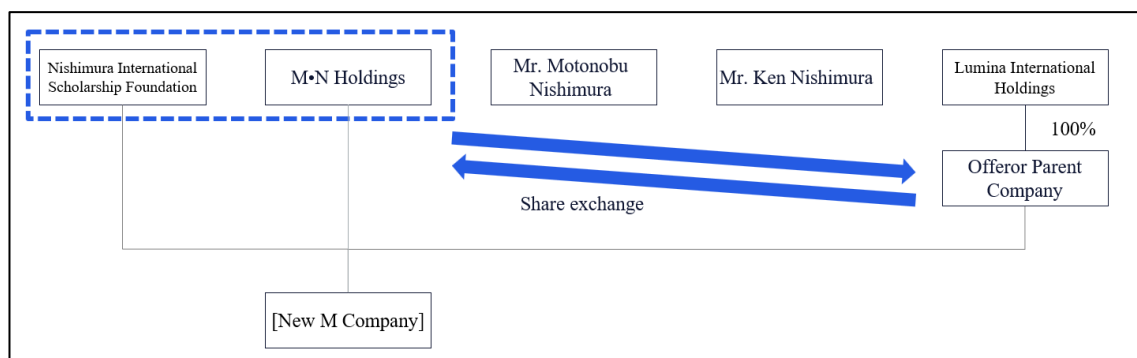 Nishimura International
Scholarship Foundation
M•N Holdings
Mr. Motonobu
Nishimura
Mr. Ken Nishimura
Lumina International
Holdings
100%
Offeror Parent
Company
Share exchange
[New M Company]